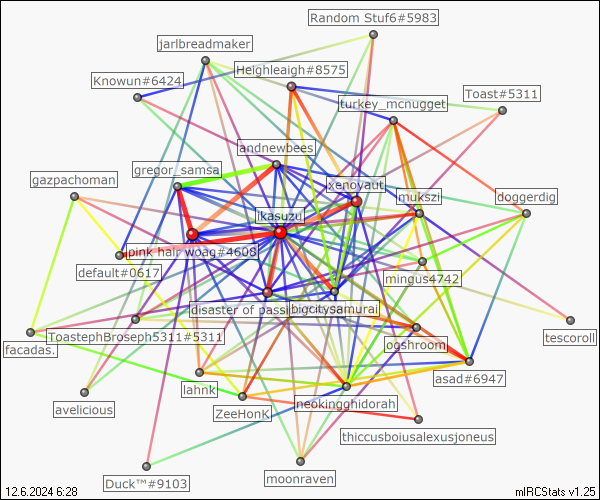 Random Stuf6#5983
jarlbreadmaker
Heighleaigh#8575
Knowun#6424
Toast#5311
turkey_mcnugget
andnewbees
gregor_samsa
gazpachoman
xenoyaut
mukszi
doggerdig
ikasuzu
pink hair woag#4608
default#0617
mingus4742
disaster of passi
bigcitysamurai
ToastephBroseph5311#5311
ogshroom
tescoroll
facadas.
asad#6947
lahnk
ZeeHonK
neokingghidorah
avelicious
thiccusboiusalexusjoneus
moonraven
Duck™#9103
12.6.2024 6:28
mIRCStats v1.25